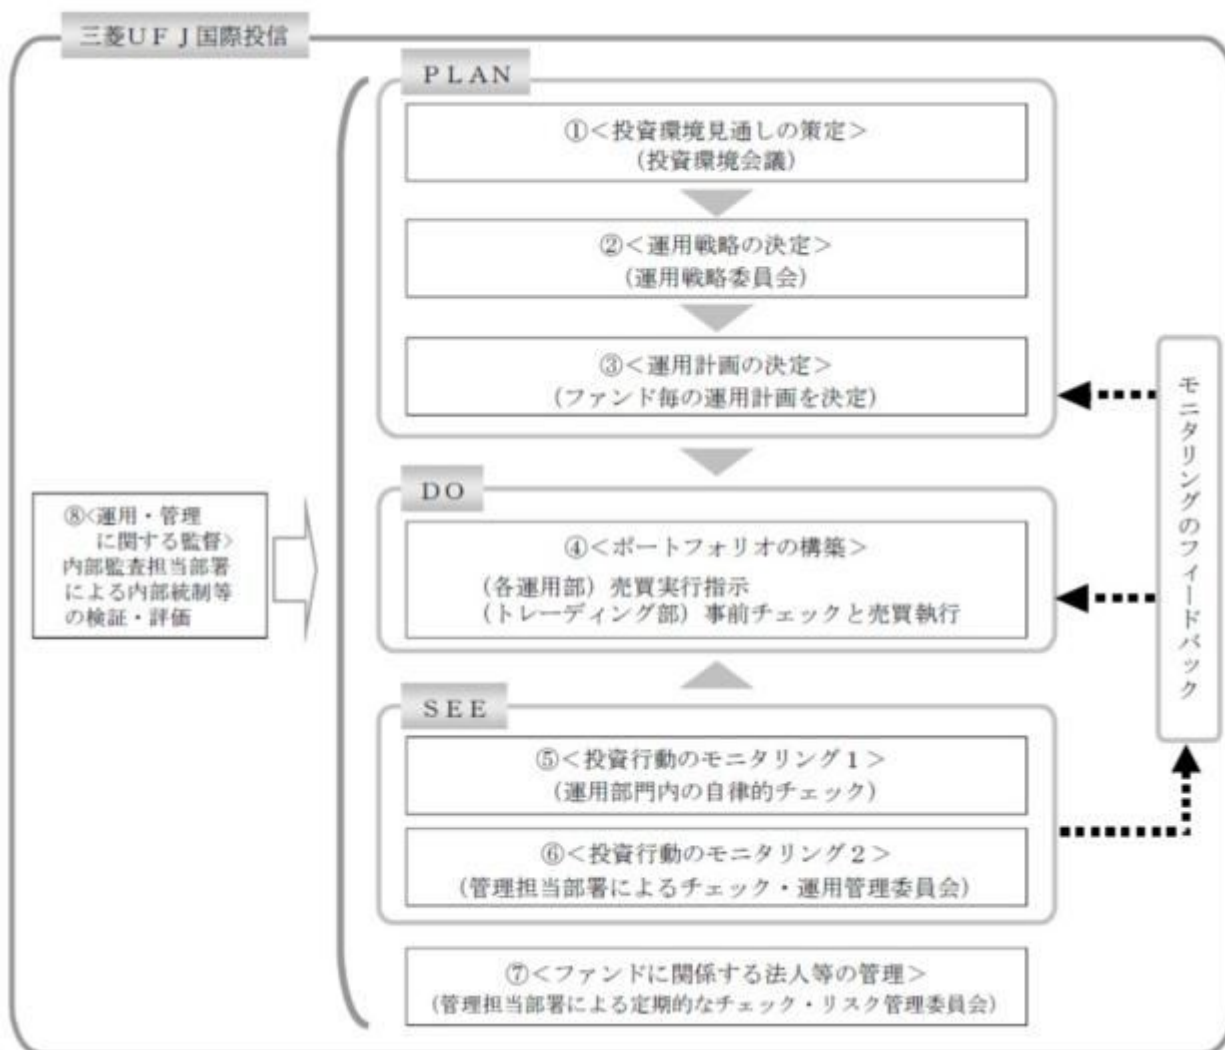 三菱ＵＦＪ国際投信
ＰＬＡＮ
①＜投資環境見通しの策定＞
（投資環境会議）
②＜運用戦略の決定＞
（運用戦略委員会）
③＜運用計画の決定＞
（ファンド毎の運用計画を決定）
ＤＯ
④＜ポートフォリオの構築＞
（各運用部）売買実行指示
（トレーディング部）事前チェックと売買執行
ＳＥＥ
⑤＜投資行動のモニタリング１＞
（運用部門内の自律的チェック）
⑥＜投資行動のモニタリング２＞
（管理担当部署によるチェック・運用管理委員会）
⑦＜ファンドに関係する法人等の管理＞
（管理担当部署による定期的なチェック・リスク管理委員会）
⑧＜運用・管理
に関する監督＞
内部監査担当部署
による内部統制等
の検証・評価
モニタリングのフィードバック